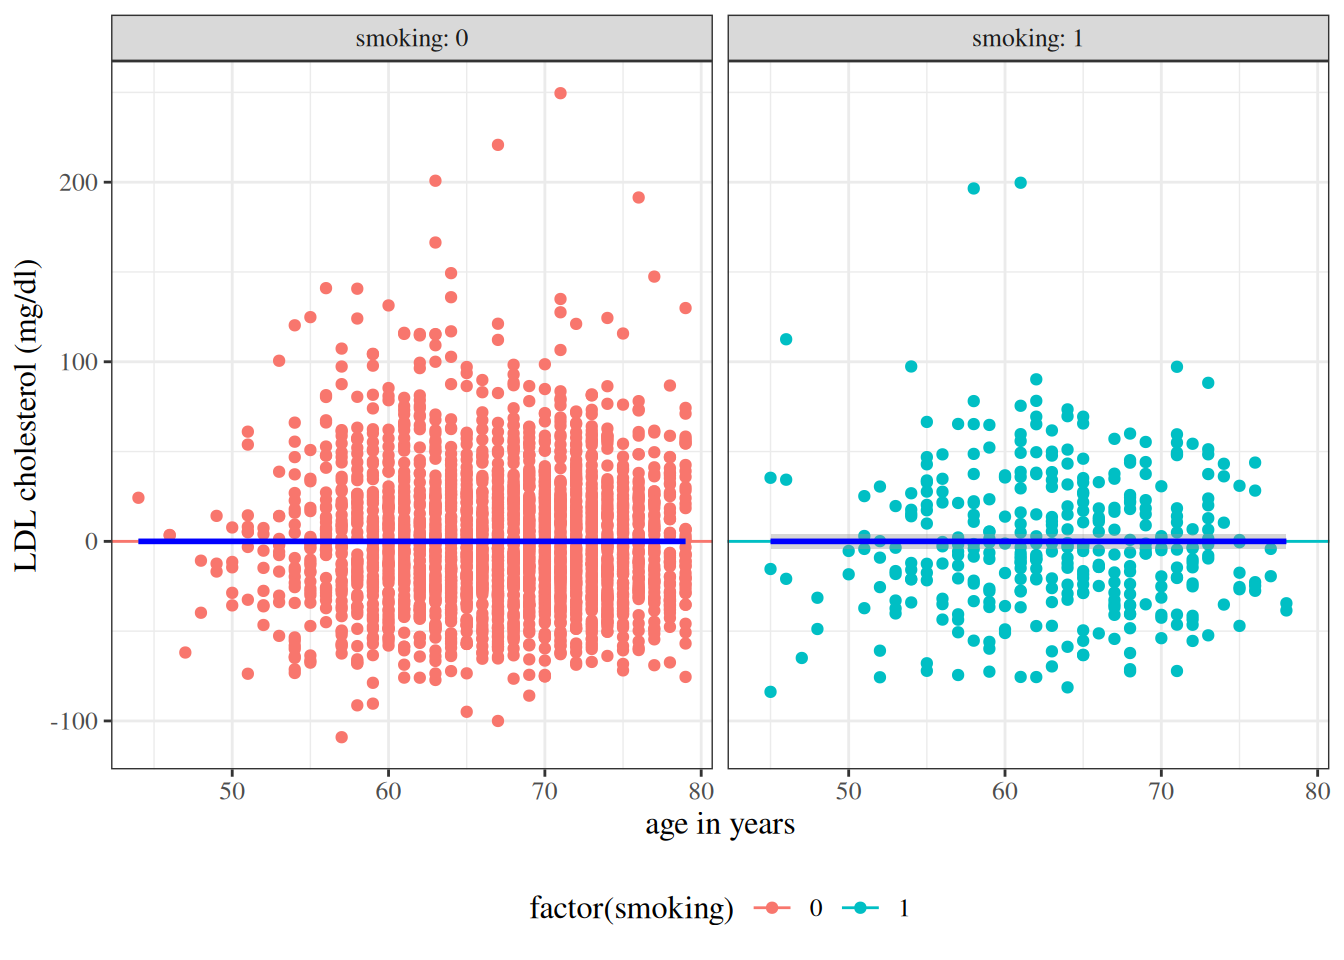 smoking: 0
smoking: 1
LDL cholesterol (mg/dl)
200
100
0
-100
50 60 70 80
50 60 70 80
age in years
factor(smoking) 0 1